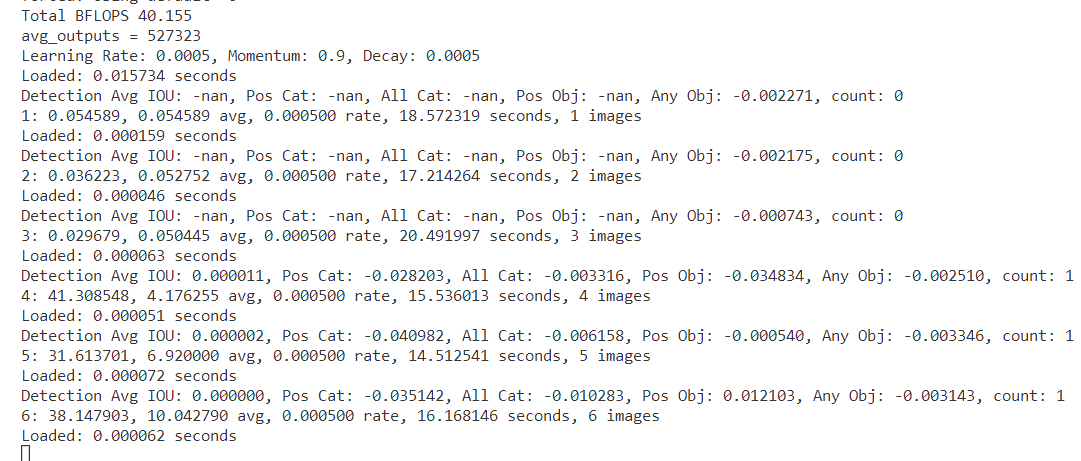 Total BFLOPS 40.155
avg_outputs = 527323
Learning Rate: 0.0005, Momentum: 0.9, Decay: 0.0005
Loaded: 0.015734 seconds
Detection Avg IOU: -nan, Pos Cat: -nan, All Cat: -nan, Pos Obj: -nan, Any Obj: -0.002271, count: 0
1: 0.054589, 0.054589 avg, 0.000500 rate, 18.572319 seconds, 1 images
Loaded: 0.000159 seconds
Detection Avg IOU: -nan, Pos Cat: -nan, All Cat: -nan, Pos Obj: -nan, Any Obj: -0.002175, count: 0
2: 0.036223, 0.052752 avg, 0.000500 rate, 17.214264 seconds, 2 images
Loaded: 0.000046 seconds
Detection Avg IOU: -nan, Pos Cat: -nan, All Cat: -nan, Pos Obj: -nan, Any Obj: -0.000743, count: 0
3: 0.029679, 0.050445 avg, 0.000500 rate, 20.491997 seconds, 3 images
Loaded: 0.000063 seconds
Detection Avg IOU: 0.000011, Pos Cat: -0.028203, All Cat: -0.003316, Pos Obj: -0.034834, Any Obj: -0.002510, count: 1
4: 41.308548, 4.176255 avg, 0.000500 rate, 15.536013 seconds, 4 images
Loaded: 0.000051 seconds
Detection Avg IOU: 0.000002, Pos Cat: -0.040982, All Cat: -0.006158, Pos Obj: -0.000540, Any Obj: -0.003346, count: 1
5: 31.613701, 6.920000 avg, 0.000500 rate, 14.512541 seconds, 5 images
Loaded: 0.000072 seconds
Detection Avg IOU: 0.000000, Pos Cat: -0.035142, All Cat: -0.010283, Pos Obj: 0.012103, Any Obj: -0.003143, count: 1
6: 38.147903, 10.042790 avg, 0.000500 rate, 16.168146 seconds, 6 images
Loaded: 0.000062 seconds